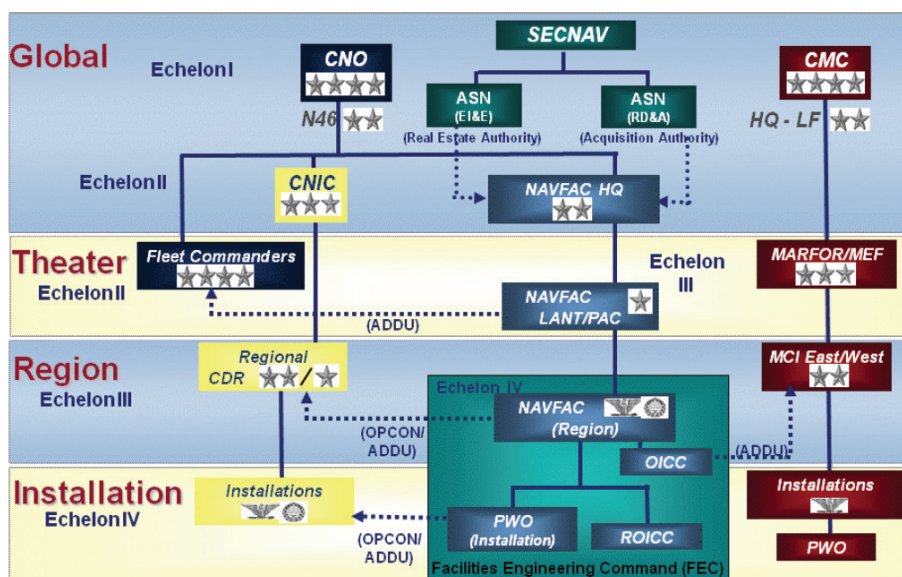 SECNAV
Global
Echelon I
CNO
CMC
N46
ASN
(EI&E)
ASN
(RD&A)
HQ - LF
(Real Estate Authority)
(Acquisition Authority)
Echelon II
CNIC
NAVFAC HQ
Theater
Echelon II
Fleet Commanders
Echelon
III
MARFOR/MEF
NAVFAC
LANT/PAC
(ADDU)
Region
Echelon III
Regional
CDR
/
MCI East/West
Echelon IV
NAVFAC
(Region)
(OPCON/
ADDU)
OICC
(ADDU)
Installation
Echelon IV
Installations
Installations
PWO
(Installation)
ROICC
(OPCON/
ADDU)
PWO
Facilities Engineering Command (FEC)